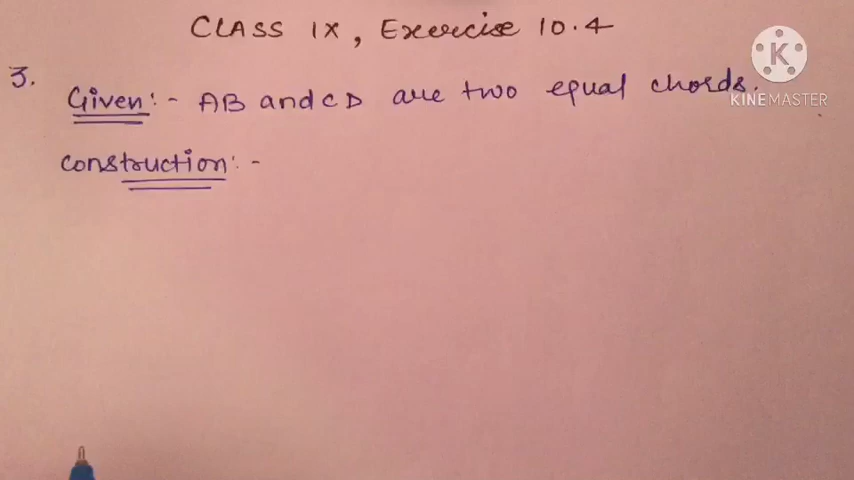 CLASS IX, Exercise 10.4
3.
Given:- AB and CD are two equal chords.
construction:-
K
KINEMASTER